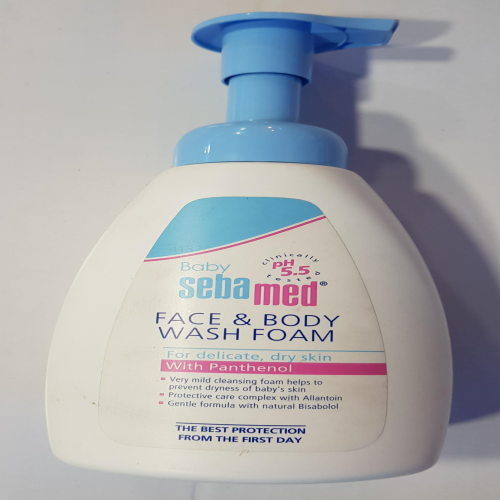 Baby
clinically tested
pH
5.5
sebamed®
FACE & BODY
WASH FOAM
For delicate, dry skin
With Panthenol
Very mild cleansing foam helps to
prevent dryness of baby's skin
Protective care complex with Allantoin
Gentle formula with natural Bisabolol
THE BEST PROTECTION
FROM THE FIRST DAY